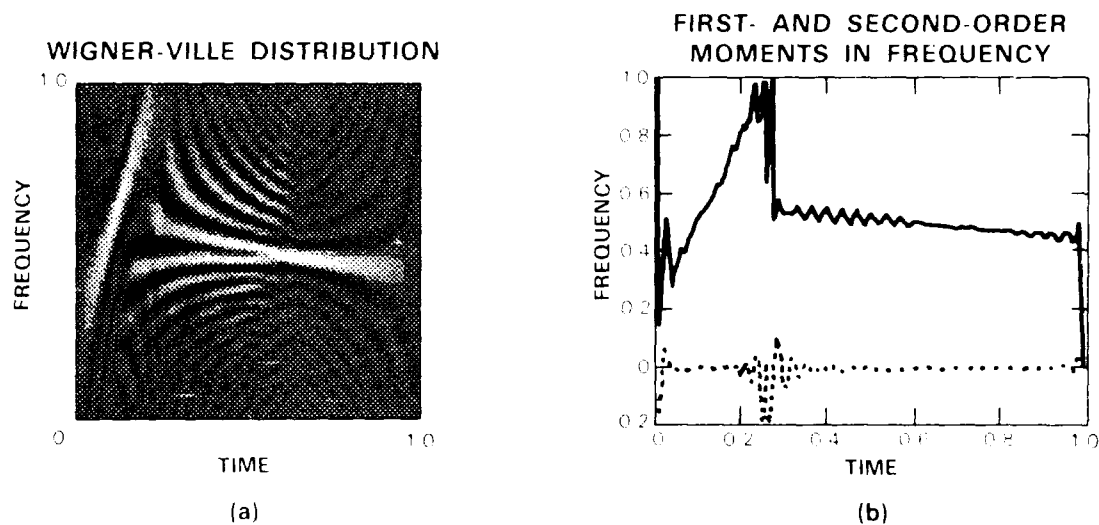 WIGNER-VILLE DISTRIBUTION
1.0
FREQUENCY
0
1.0
TIME
(a)
FIRST- AND SECOND-ORDER
MOMENTS IN FREQUENCY
1.0
0.8
0.6
0.4
0.2
0
0.2
FREQUENCY
0
0.2
0.4
0.6
0.8
1.0
TIME
(b)